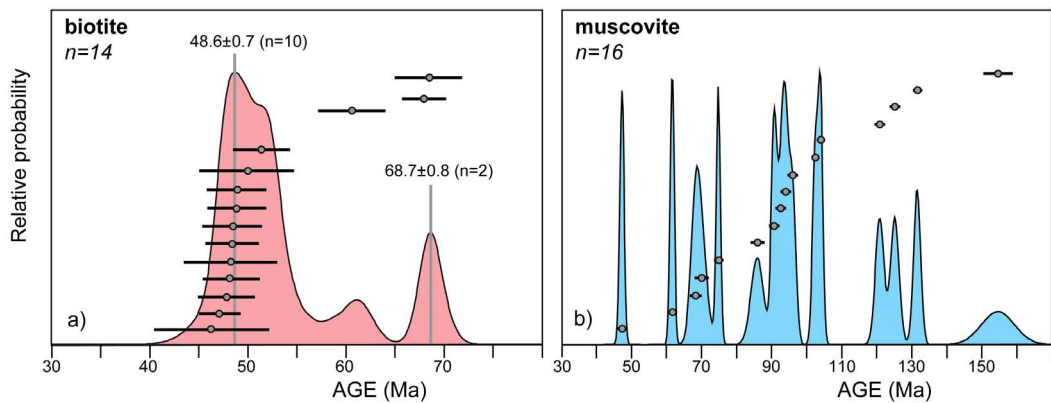 biotite
n=14
48.6±0.7 (n=10)
68.7±0.8 (n=2)
Relative probability
a)
30 40 50 60 70
AGE (Ma)
muscovite
n=16
b)
30 50 70 90 110 130 150
AGE (Ma)